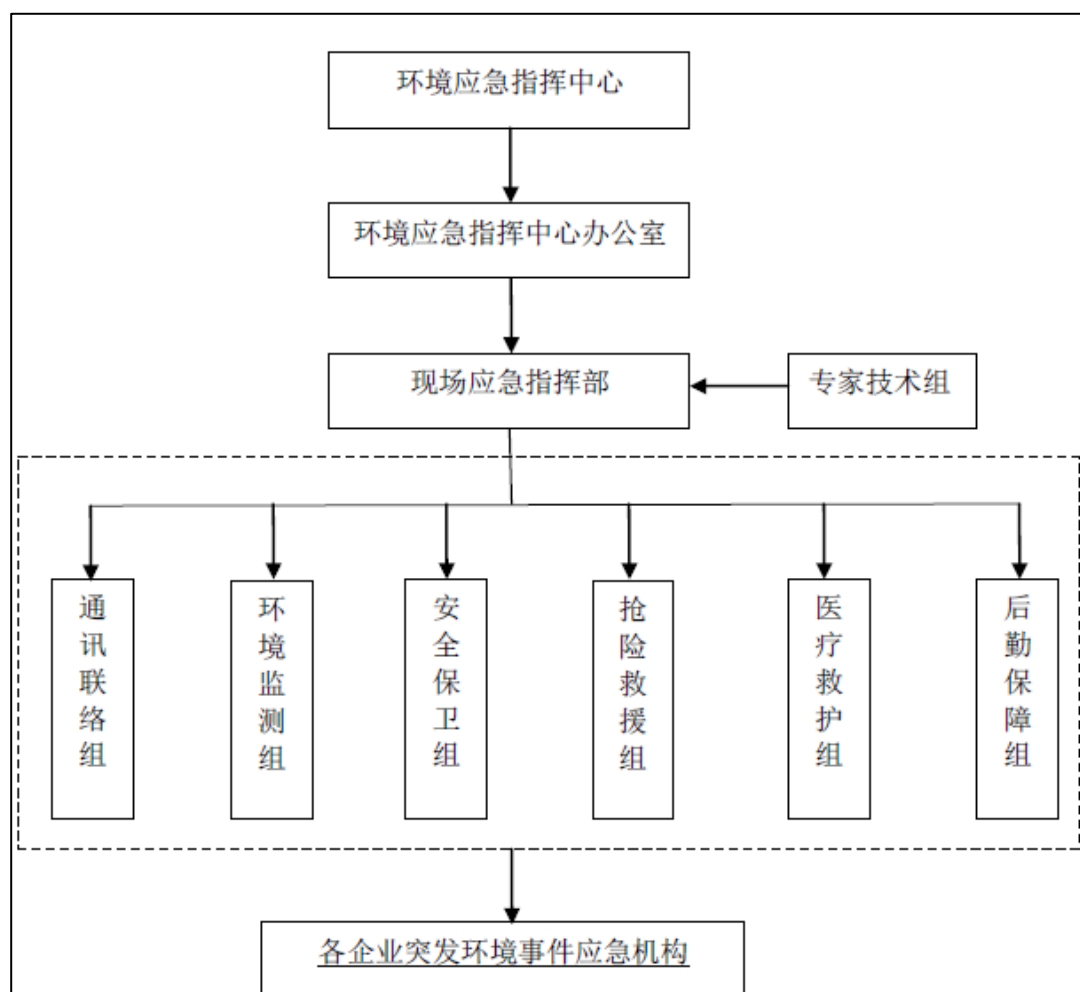 环境应急指挥中心
环境应急指挥中心办公室
现场应急指挥部
专家技术组
通讯联络组
环境监测组
安全保卫组
抢险救援组
医疗救护组
后勤保障组
各企业突发环境事件应急机构